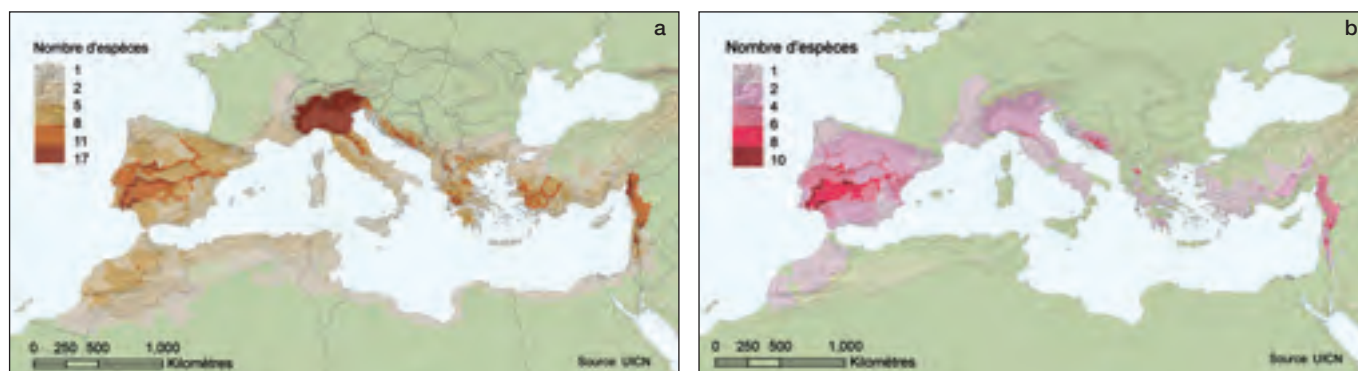 a
Nombre d'espèces
1
2
5
8
11
17
0 250 500 1,000
Kilomètres
Source: UICN
b
Nombre d'espèces
1
2
4
6
8
10
0 250 500 1,000
Kilomètres
Source: UICN